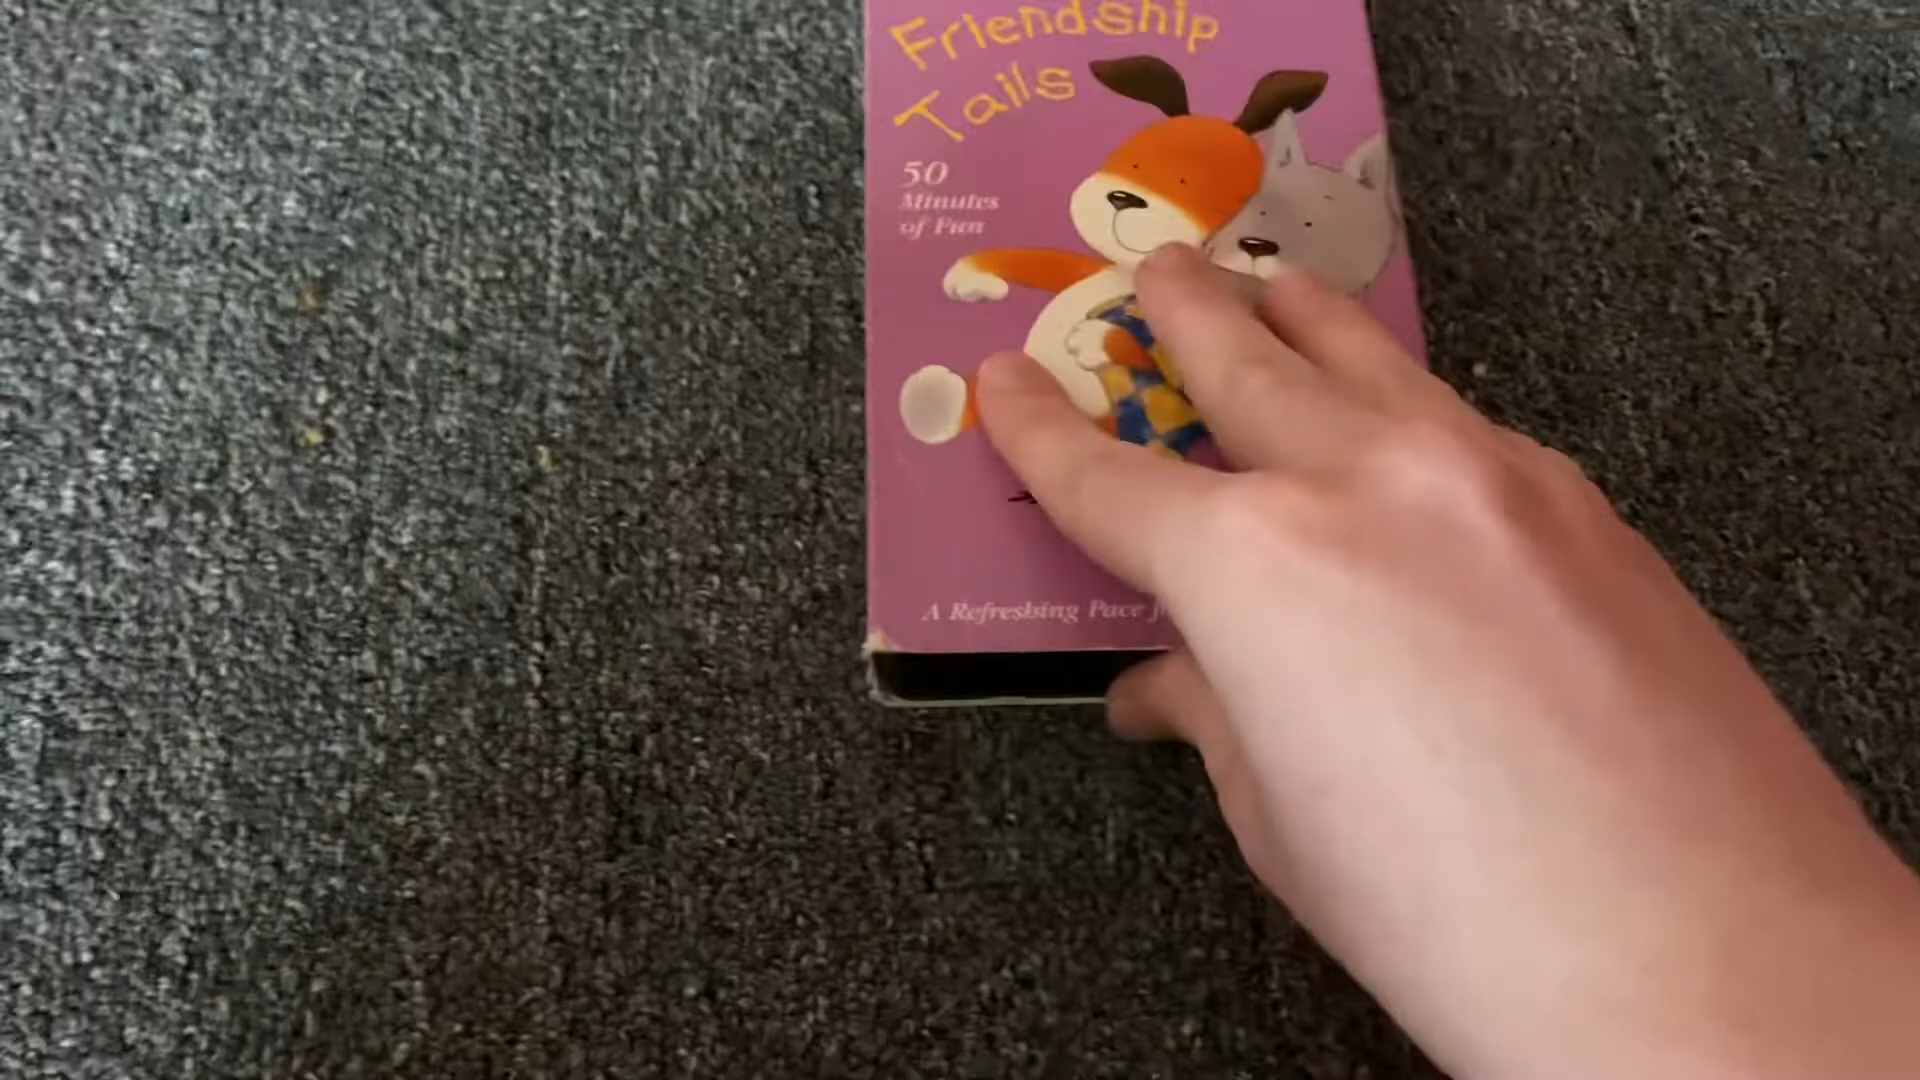 Friendship
Tails
50
Minutes
of Fun
A Refreshing Pace